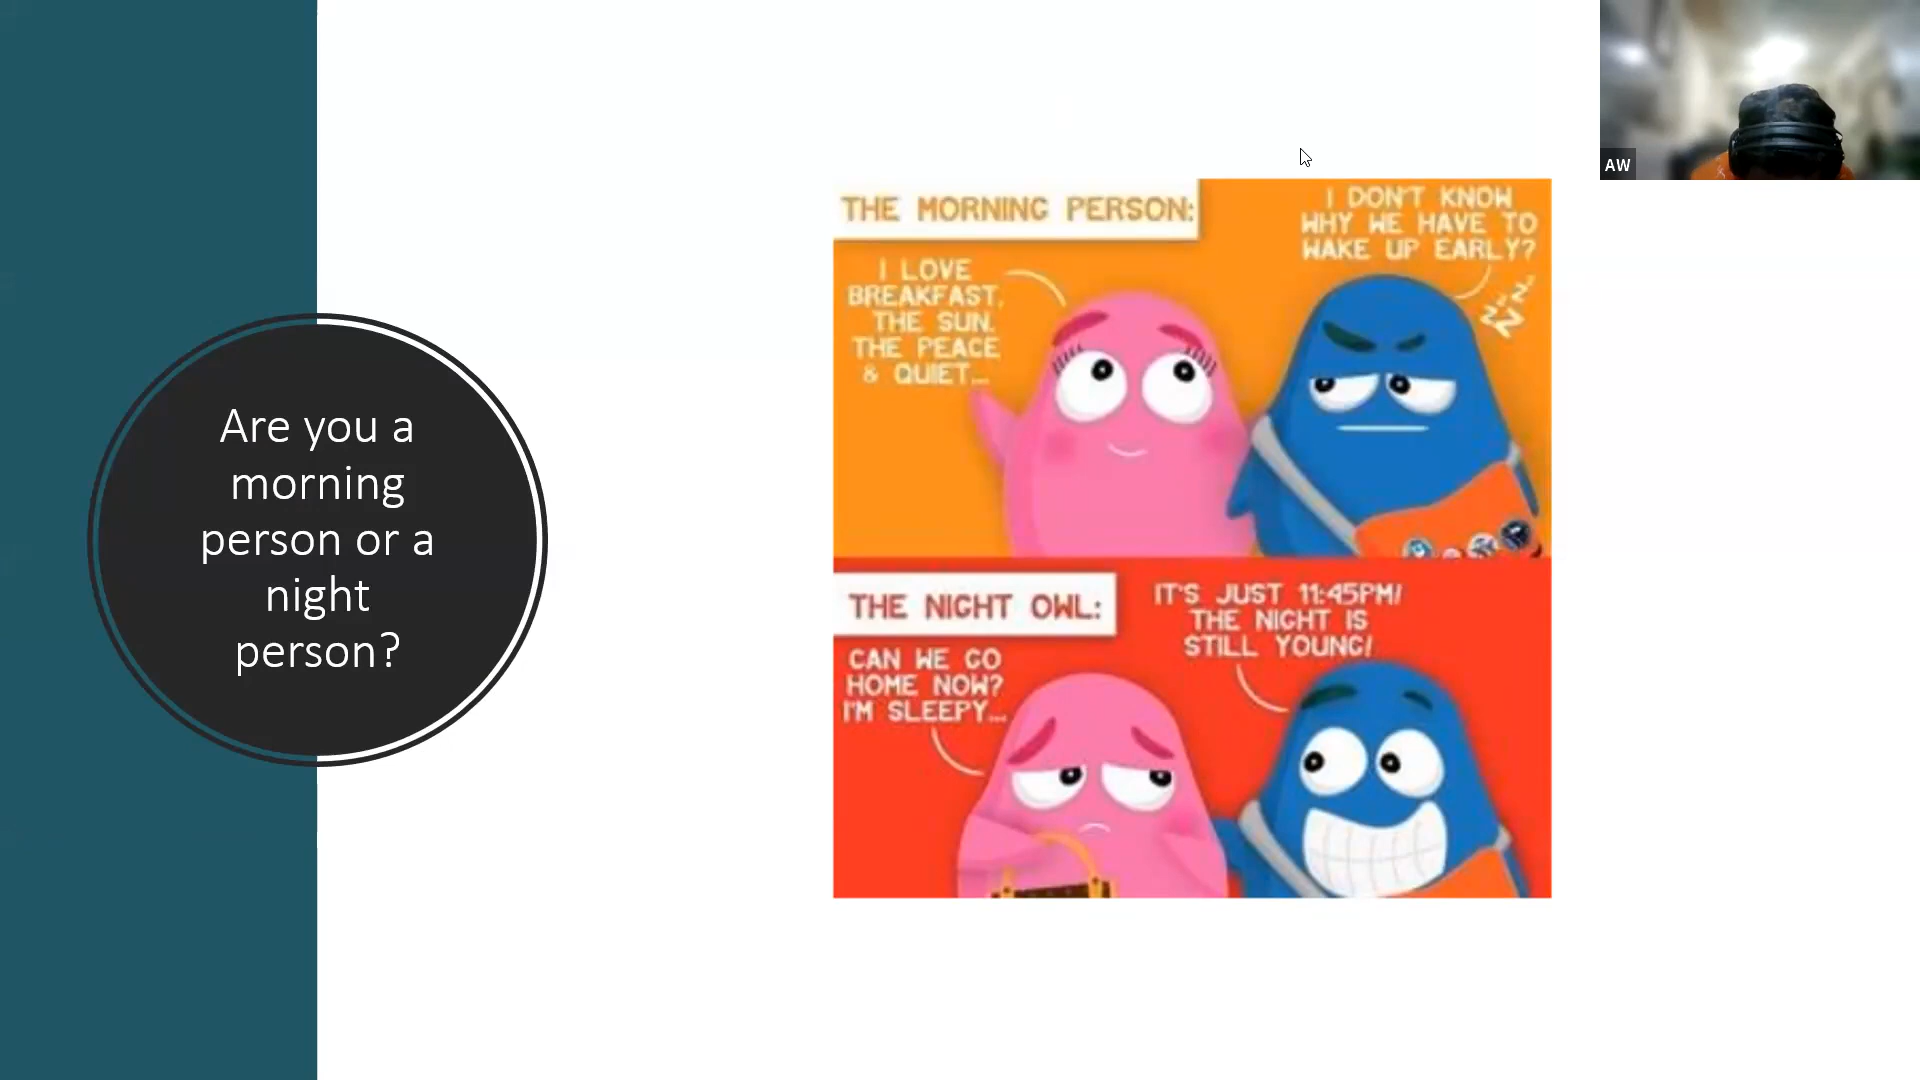 Are you a
morning
person or a
night
person?
THE MORNING PERSON:
I LOVE
BREAKFAST,
THE SUN,
THE PEACE
& QUIET...
I DON'T KNOW
WHY WE HAVE TO
WAKE UP EARLY?
ZZZZ
THE NIGHT OWL:
CAN WE GO
HOME NOW?
I'M SLEEPY...
IT'S JUST 11:45PM!
THE NIGHT IS
STILL YOUNG!
AW